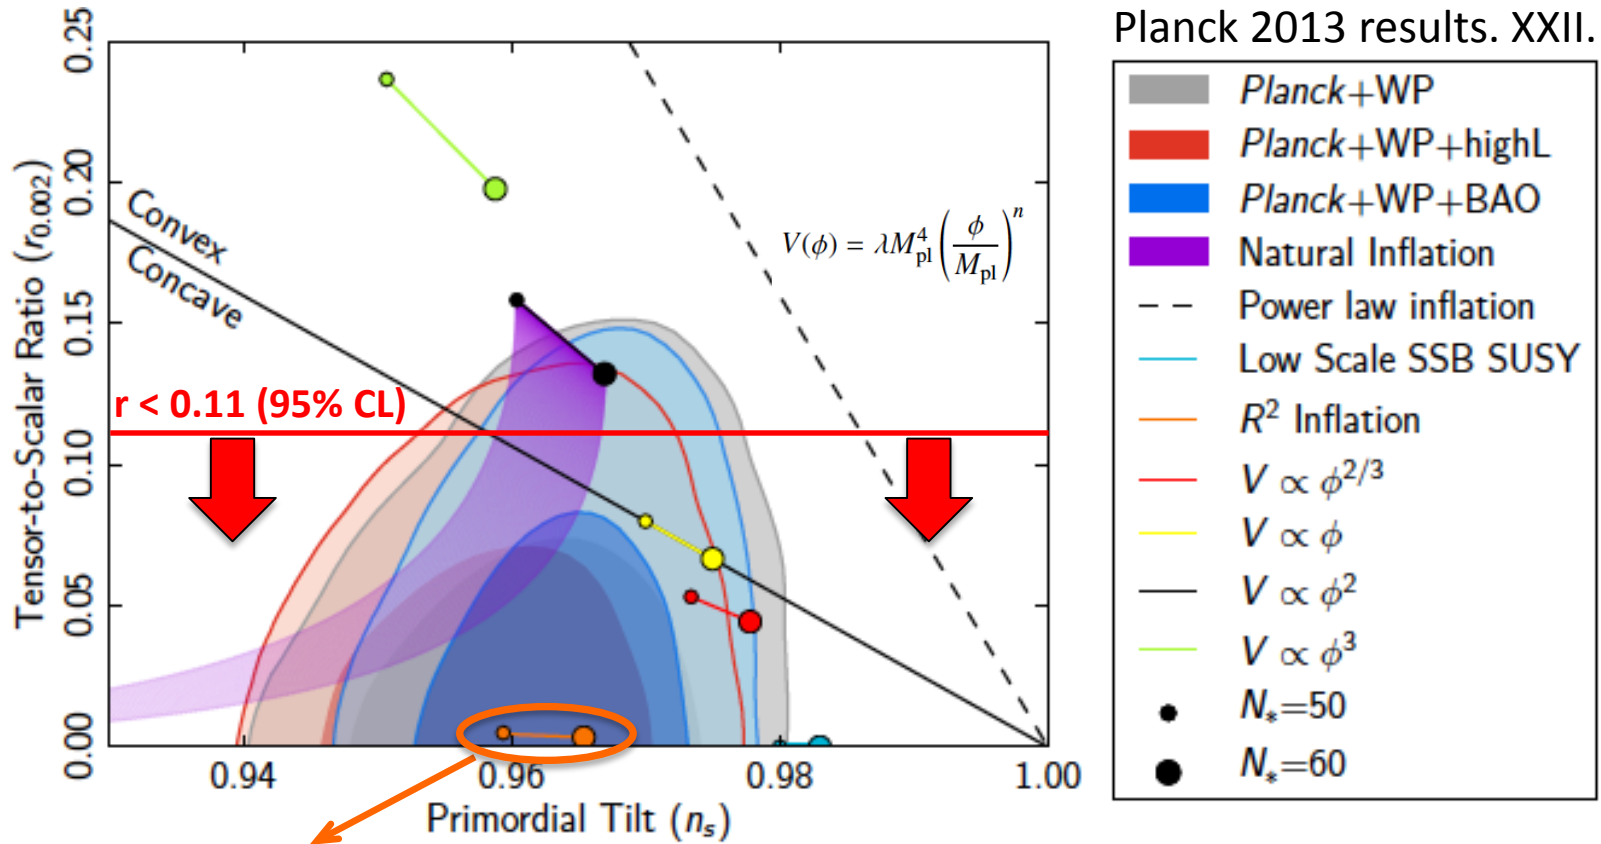 Planck 2013 results. XXII.
0.25
0.20
0.15
0.10
0.05
0.00
Tensor-to-Scalar Ratio (r0.002)
Convex
Concave
V(ϕ) = λM⁴pl (ϕ/Mpl)ⁿ
r < 0.11 (95% CL)
0.94 0.96 0.98 1.00
Primordial Tilt (nₛ)
Planck+WP
Planck+WP+highL
Planck+WP+BAO
Natural Inflation
Power law inflation
Low Scale SSB SUSY
R² Inflation
V ∝ ϕ²/³
V ∝ ϕ
V ∝ ϕ²
V ∝ ϕ³
N*=50
N*=60